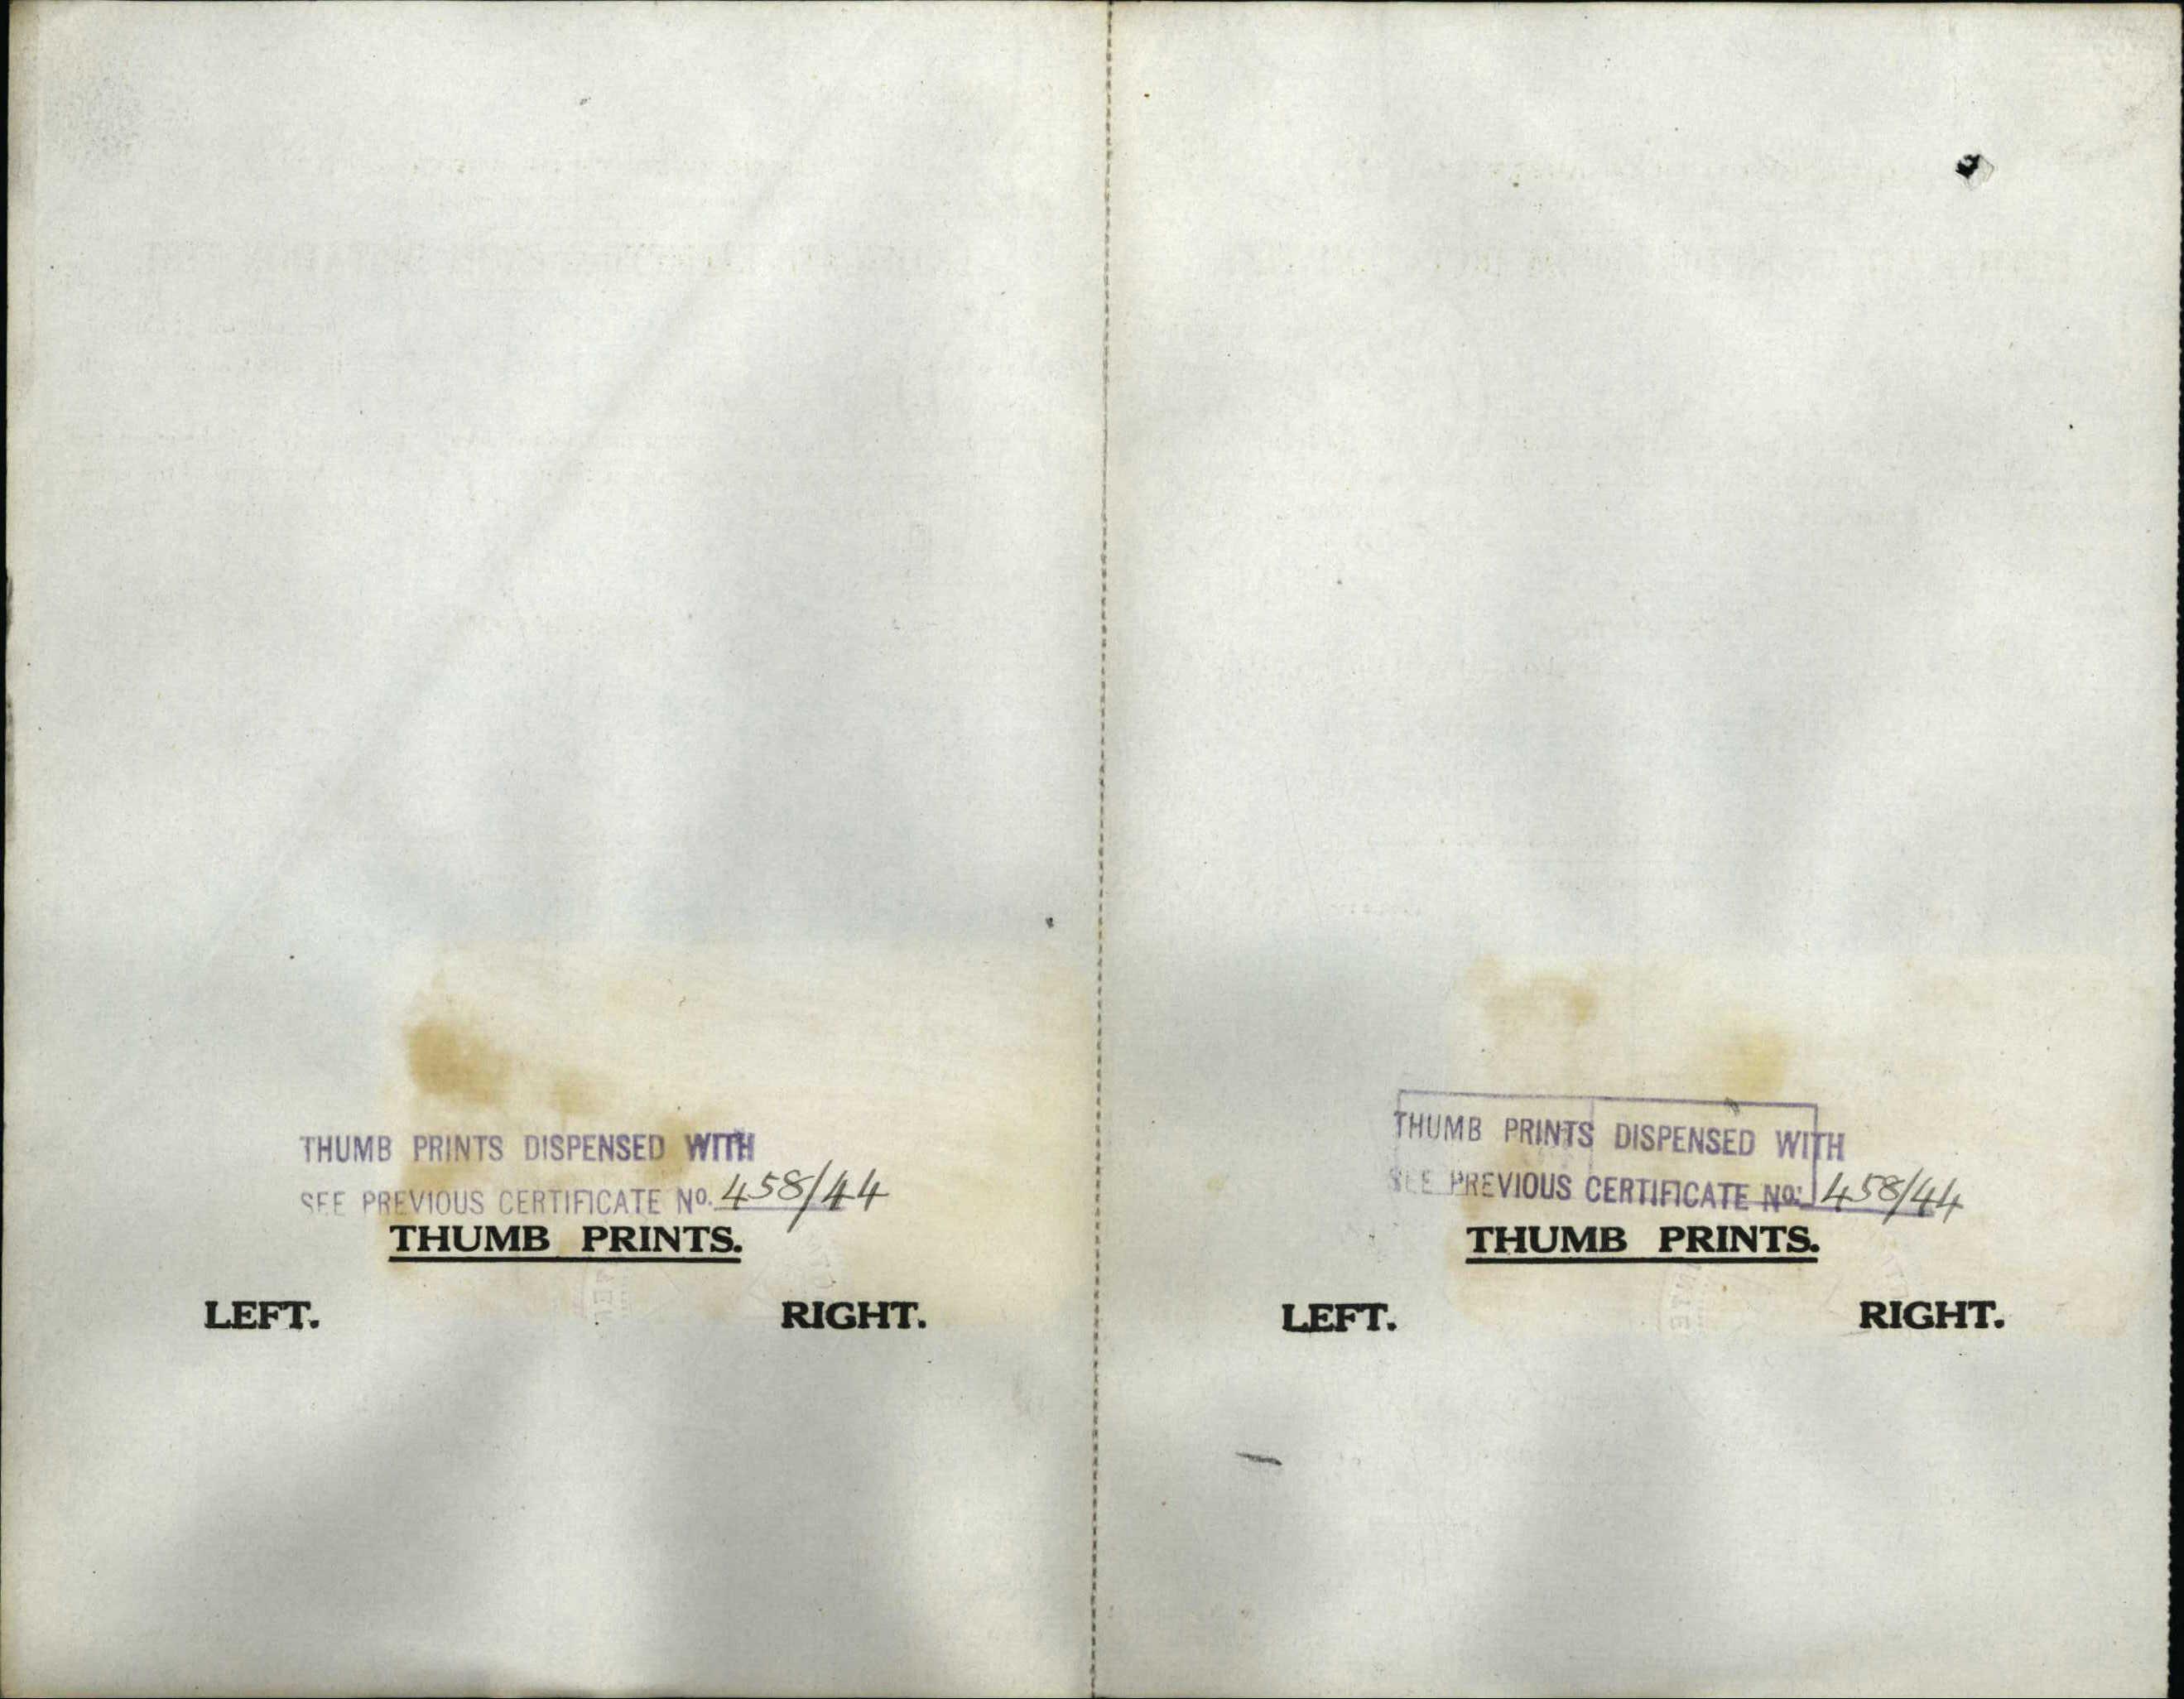 THUMB PRINTS DISPENSED WITH
SEE PREVIOUS CERTIFICATE No. 458/44
THUMB PRINTS.
LEFT. RIGHT.
THUMB PRINTS DISPENSED WITH
SEE PREVIOUS CERTIFICATE No. 458/44
THUMB PRINTS.
LEFT. RIGHT.